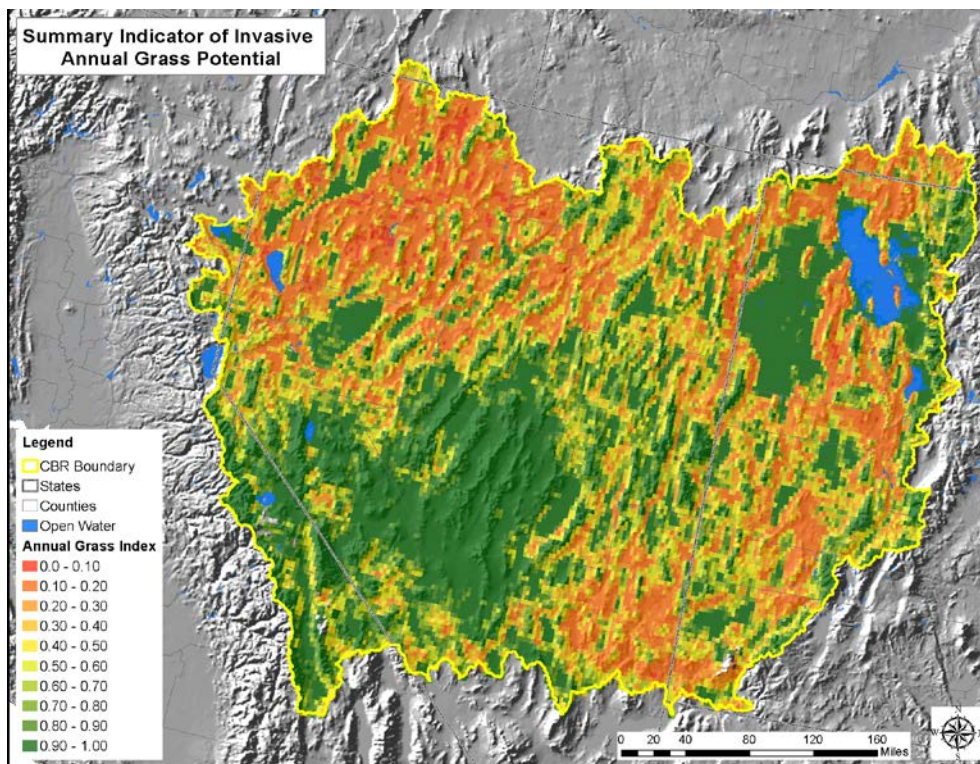 Summary Indicator of Invasive
Annual Grass Potential
Legend
CBR Boundary
States
Counties
Open Water
Annual Grass Index
0.0 - 0.10
0.10 - 0.20
0.20 - 0.30
0.30 - 0.40
0.40 - 0.50
0.50 - 0.60
0.60 - 0.70
0.70 - 0.80
0.80 - 0.90
0.90 - 1.00
0 20 40 80 120 160
Miles
N
W E
S